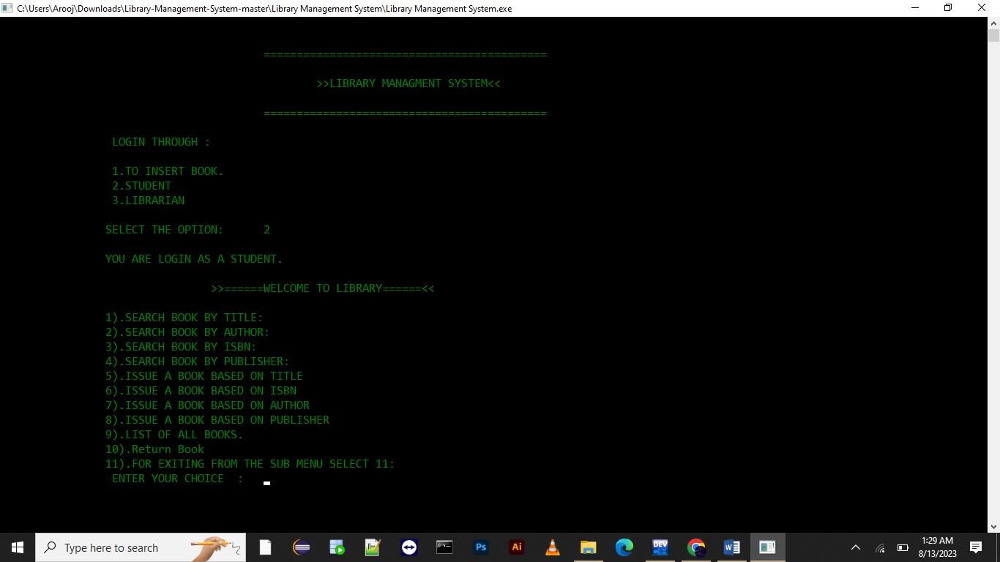 C:\Users\Arooj\Downloads\Library-Management-System-master\Library Management System\Library Management System.exe
===========================================
>>LIBRARY MANAGMENT SYSTEM<<
===========================================
LOGIN THROUGH :
1.TO INSERT BOOK.
2.STUDENT
3.LIBRARIAN
SELECT THE OPTION: 2
YOU ARE LOGIN AS A STUDENT.
>>======WELCOME TO LIBRARY======<<
1).SEARCH BOOK BY TITLE:
2).SEARCH BOOK BY AUTHOR:
3).SEARCH BOOK BY ISBN:
4).SEARCH BOOK BY PUBLISHER:
5).ISSUE A BOOK BASED ON TITLE
6).ISSUE A BOOK BASED ON ISBN
7).ISSUE A BOOK BASED ON AUTHOR
8).ISSUE A BOOK BASED ON PUBLISHER
9).LIST OF ALL BOOKS.
10).Return Book
11).FOR EXITING FROM THE SUB MENU SELECT 11:
ENTER YOUR CHOICE :
Type here to search
Ps
Ai
DEV
W
1:29 AM
8/13/2023